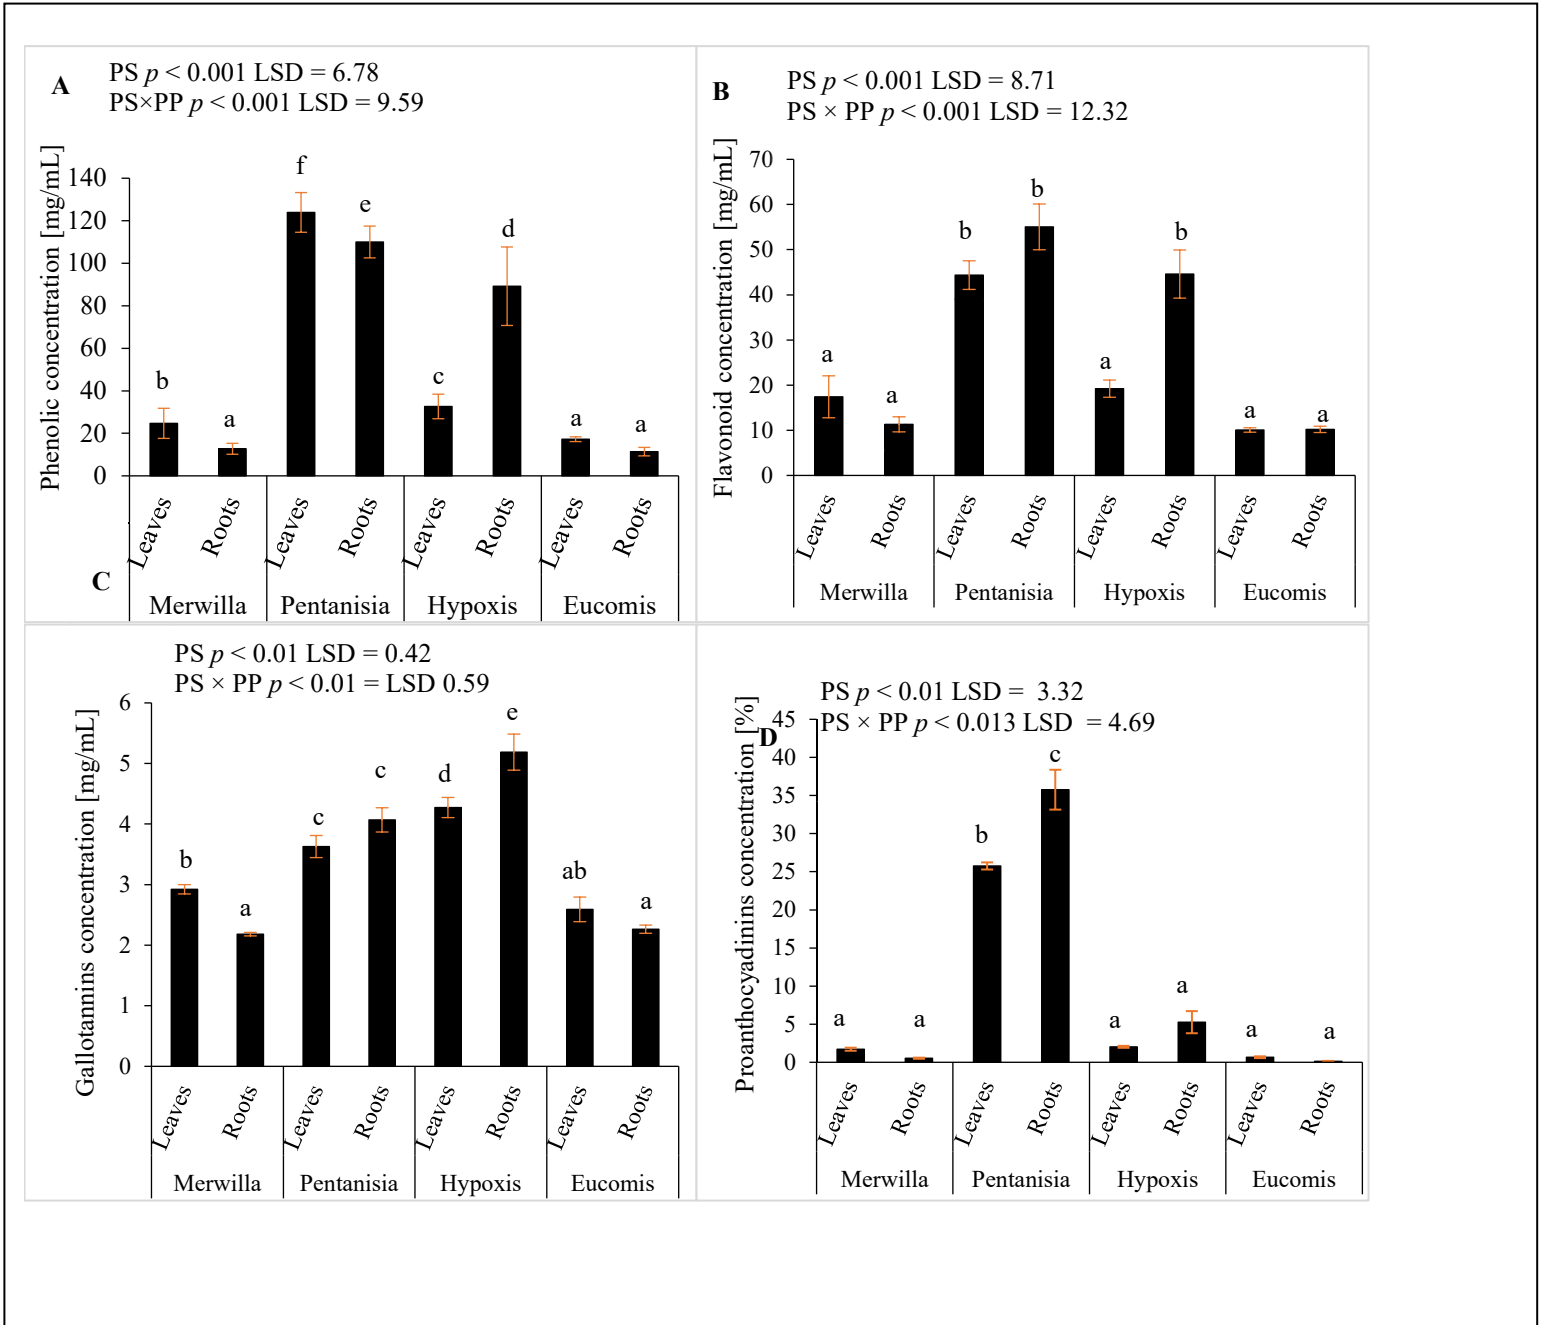 A
PS p < 0.001 LSD = 6.78
PS×PP p < 0.001 LSD = 9.59
Phenolic concentration [mg/mL]
140
120
100
80
60
40
20
0
b
a
f
e
c
d
a
a
Leaves
Roots
Leaves
Roots
Leaves
Roots
Leaves
Roots
Merwilla
Pentanisia
Hypoxis
Eucomis
B
PS p < 0.001 LSD = 8.71
PS × PP p < 0.001 LSD = 12.32
Flavonoid concentration [mg/mL]
70
60
50
40
30
20
10
0
a
a
b
b
a
b
a
a
Leaves
Roots
Leaves
Roots
Leaves
Roots
Leaves
Roots
Merwilla
Pentanisia
Hypoxis
Eucomis
C
PS p < 0.01 LSD = 0.42
PS × PP p < 0.01 = LSD 0.59
Gallotannins concentration [mg/mL]
6
5
4
3
2
1
0
b
a
c
c
d
e
ab
a
Leaves
Roots
Leaves
Roots
Leaves
Roots
Leaves
Roots
Merwilla
Pentanisia
Hypoxis
Eucomis
D
PS p < 0.01 LSD = 3.32
PS × PP p < 0.013 LSD = 4.69
Proanthocyadinins concentration [%]
45
40
35
30
25
20
15
10
5
0
a
a
b
c
a
a
a
a
Leaves
Roots
Leaves
Roots
Leaves
Roots
Leaves
Roots
Merwilla
Pentanisia
Hypoxis
Eucomis